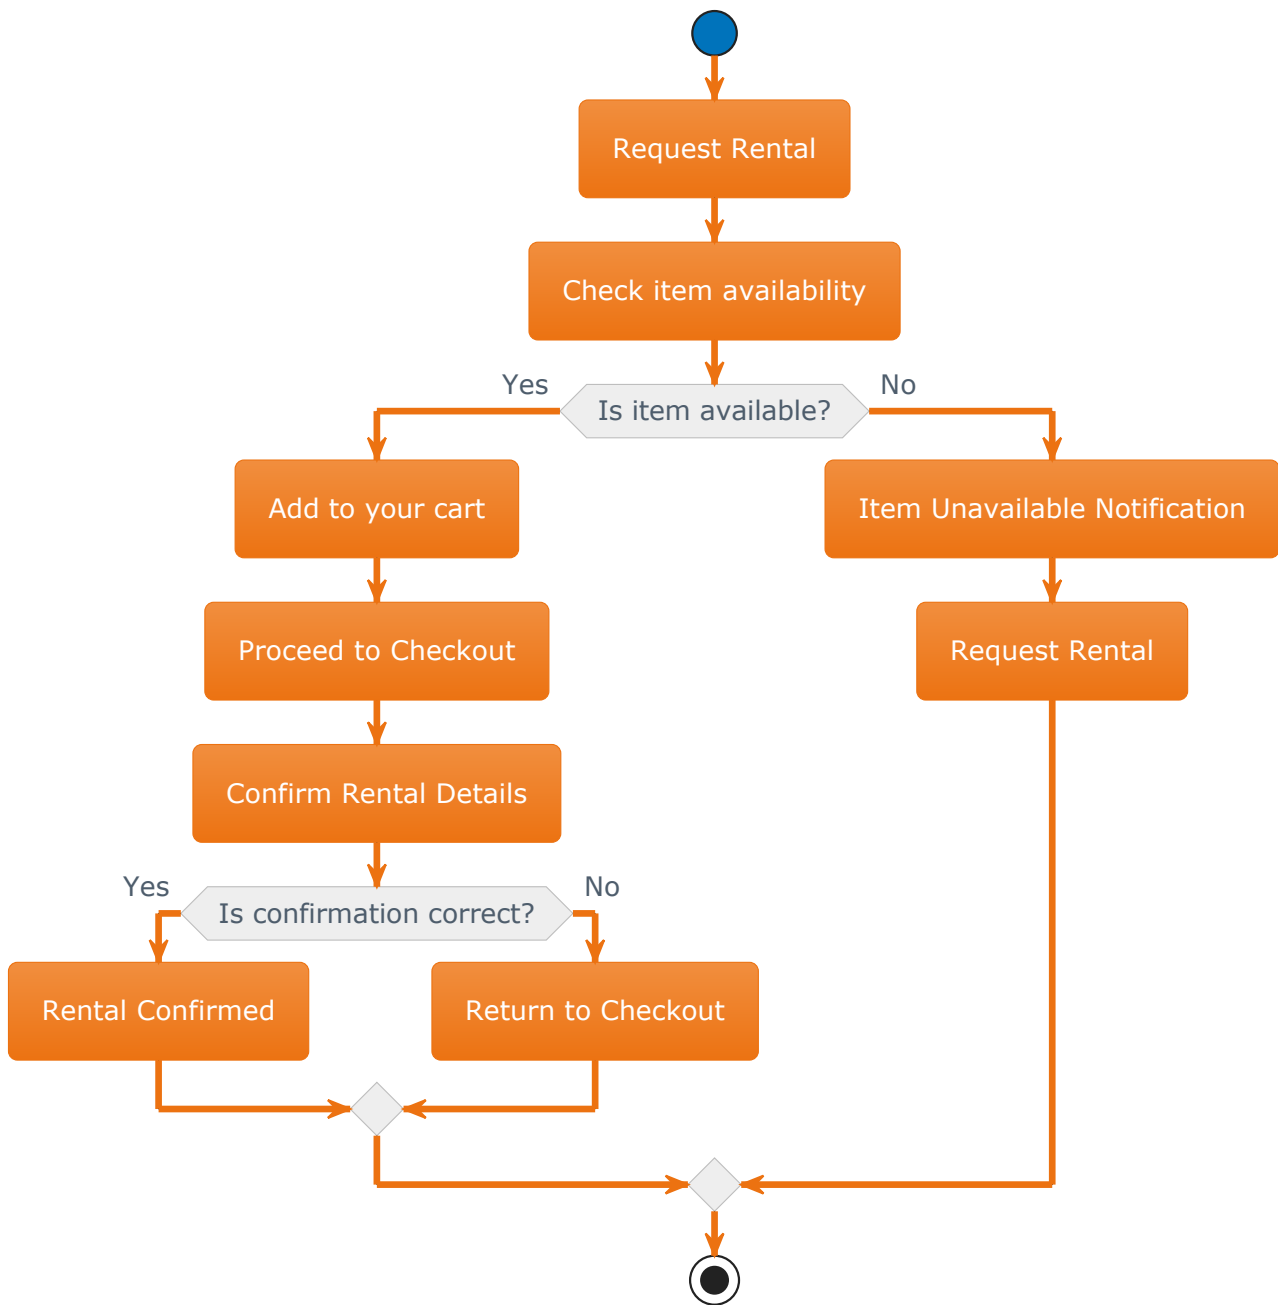 Request Rental
Check item availability
Yes
Is item available?
No
Add to your cart
Item Unavailable Notification
Proceed to Checkout
Request Rental
Confirm Rental Details
Yes
Is confirmation correct?
No
Rental Confirmed
Return to Checkout